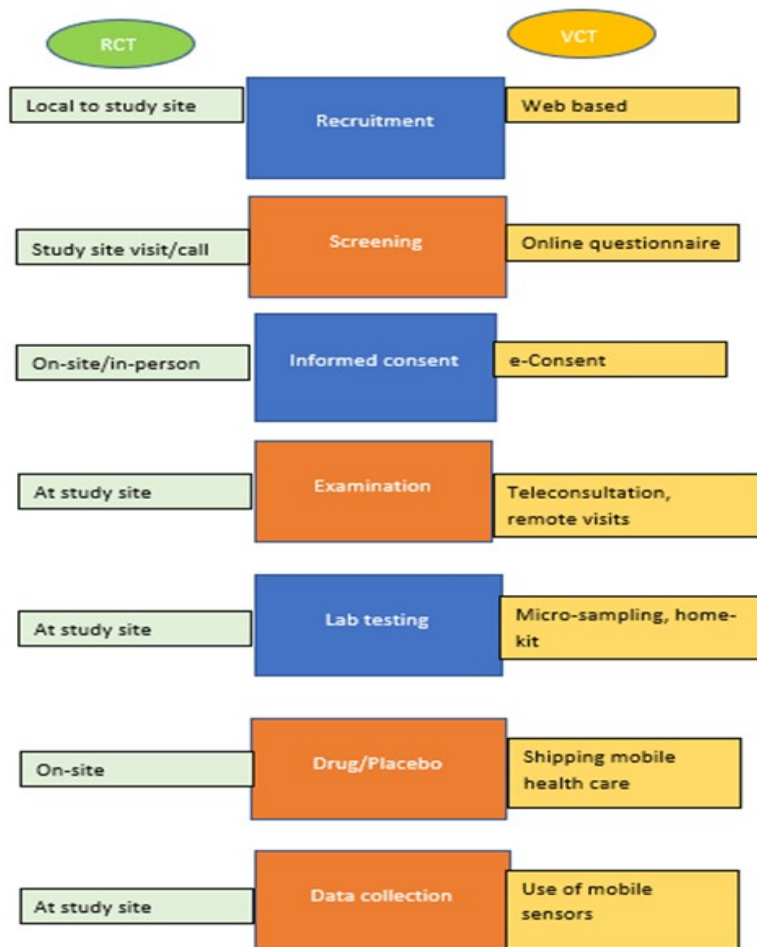 RCT
VCT
Local to study site
Recruitment
Web based
Study site visit/call
Screening
Online questionnaire
On-site/in-person
Informed consent
e-Consent
At study site
Examination
Teleconsultation,
remote visits
At study site
Lab testing
Micro-sampling, home-
kit
On-site
Drug/Placebo
Shipping mobile
health care
At study site
Data collection
Use of mobile
sensors